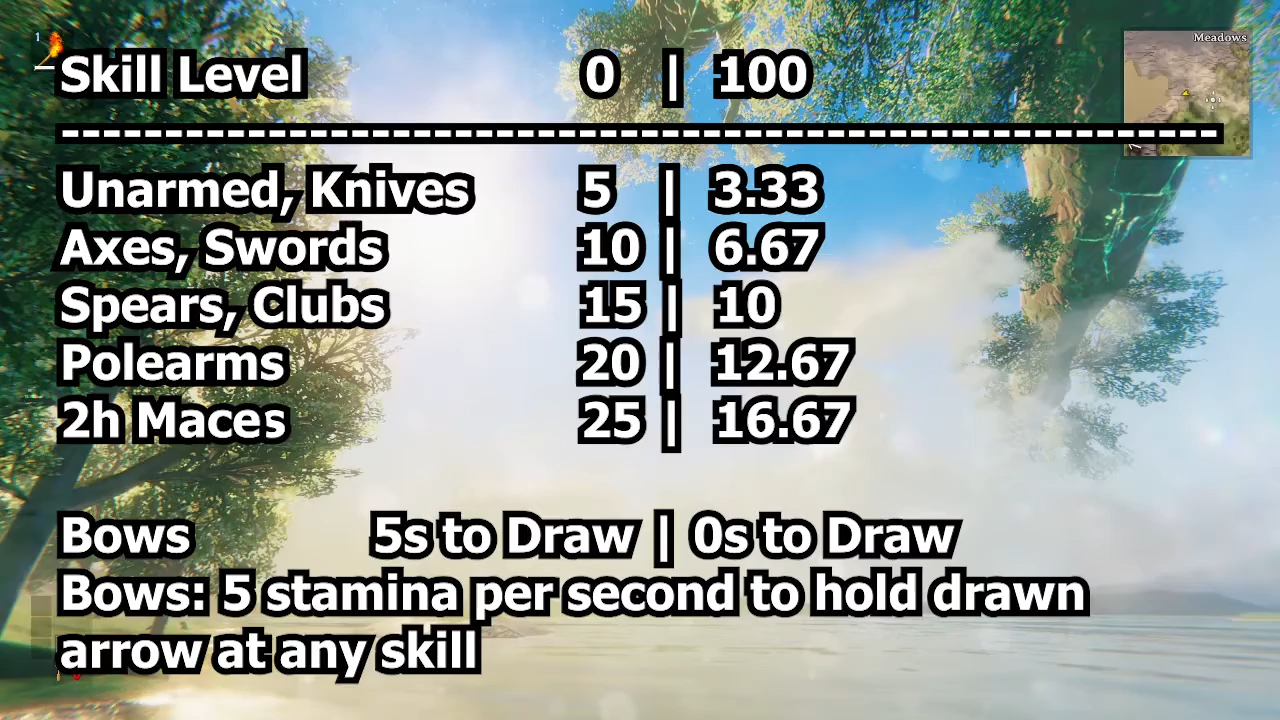 1
Meadows
Skill Level 0 | 100
--------------------------------------------------------
Unarmed, Knives 5 | 3.33
Axes, Swords 10 | 6.67
Spears, Clubs 15 | 10
Polearms 20 | 12.67
2h Maces 25 | 16.67
Bows 5s to Draw | 0s to Draw
Bows: 5 stamina per second to hold drawn
arrow at any skill